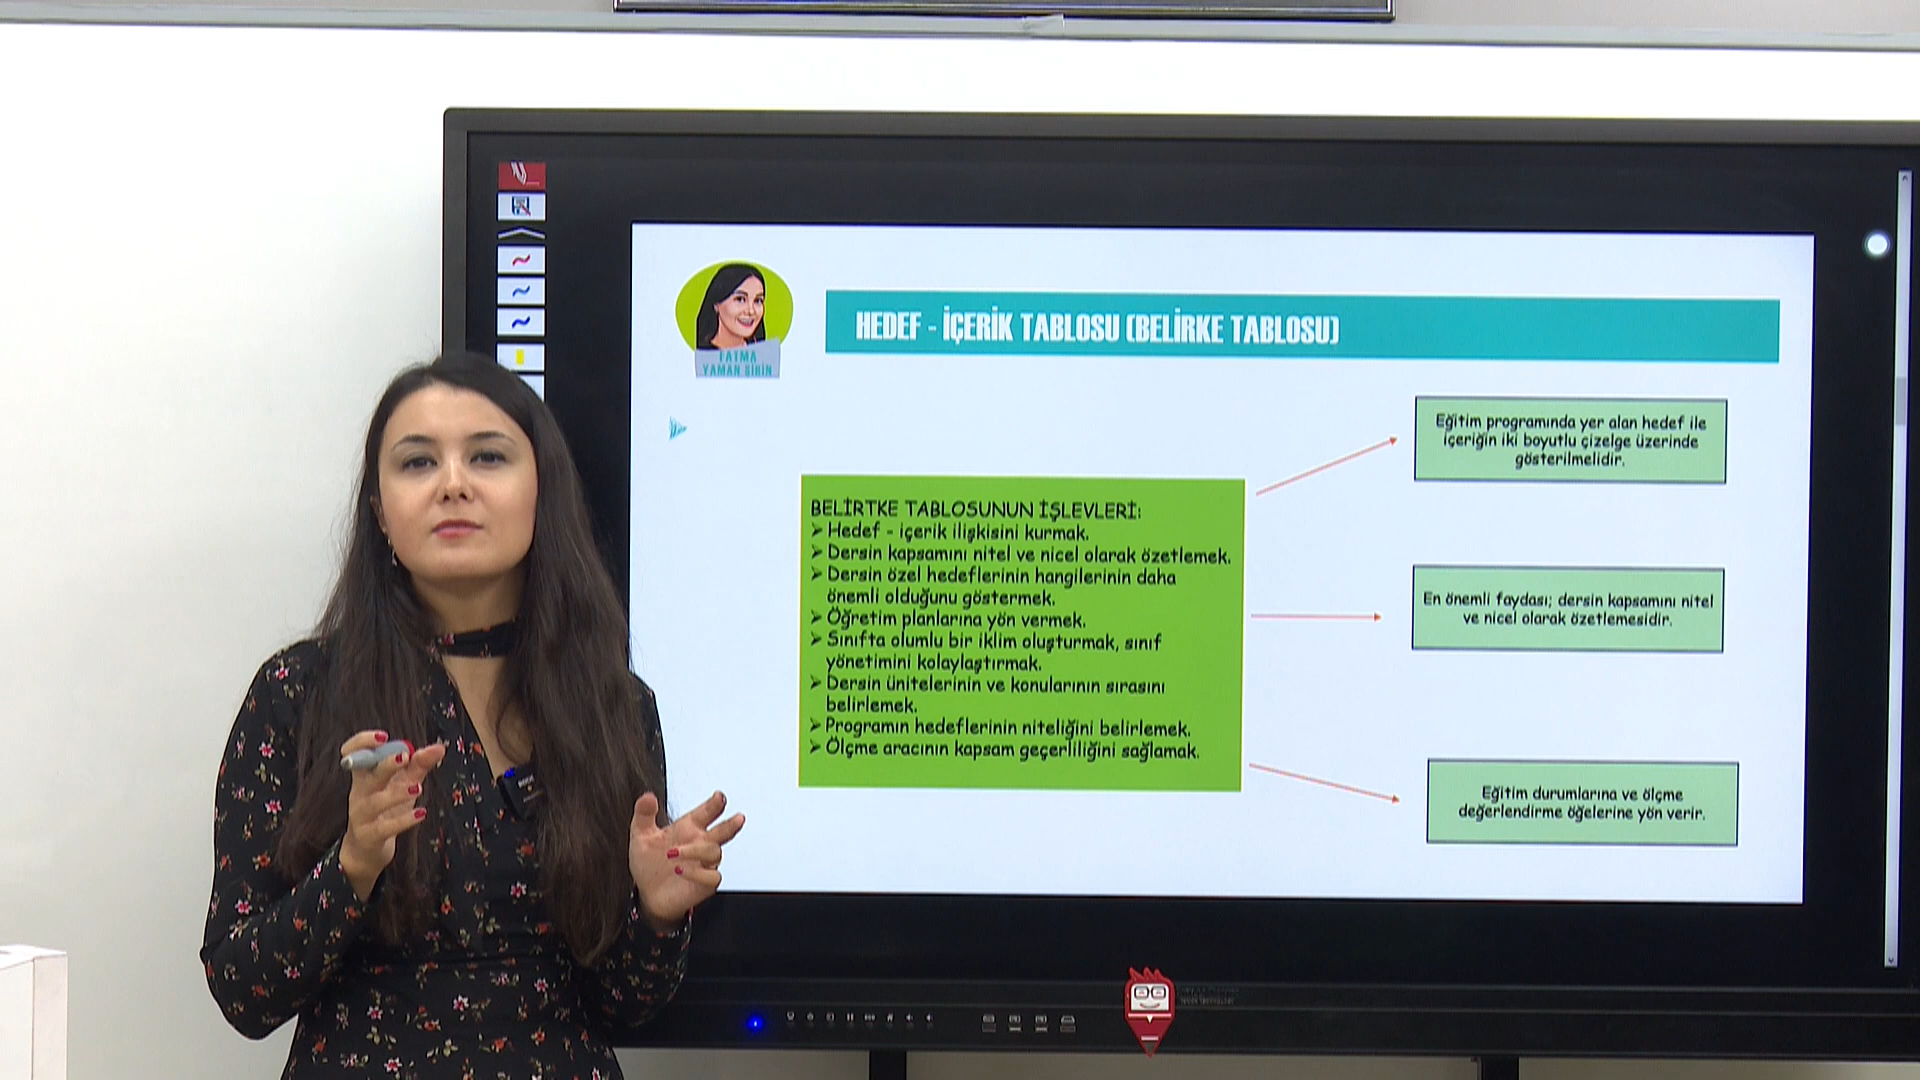 FATMA
YAMAN SİRİN
HEDEF - İÇERİK TABLOSU (BELİRKE TABLOSU)
BELİRTKE TABLOSUNUN İŞLEVLERİ:
➢ Hedef - içerik ilişkisini kurmak.
➢ Dersin kapsamını nitel ve nicel olarak özetlemek.
➢ Dersin özel hedeflerinin hangilerinin daha
önemli olduğunu göstermek.
➢ Öğretim planlarına yön vermek.
➢ Sınıfta olumlu bir iklim oluşturmak, sınıf
yönetimini kolaylaştırmak.
➢ Dersin ünitelerinin ve konularının sırasını
belirlemek.
➢ Programın hedeflerinin niteliğini belirlemek.
➢ Ölçme aracının kapsam geçerliliğini sağlamak.
Eğitim programında yer alan hedef ile
içeriğin iki boyutlu çizelge üzerinde
gösterilmelidir.
En önemli faydası; dersin kapsamını nitel
ve nicel olarak özetlemesidir.
Eğitim durumlarına ve ölçme
değerlendirme öğelerine yön verir.